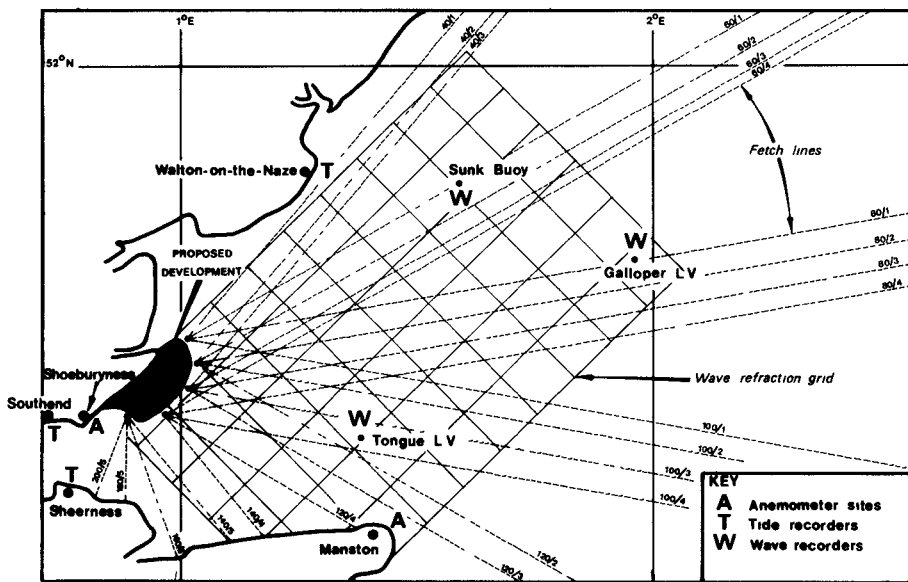 1°E
2°E
52°N
40/1
40/2
40/3
60/1
60/2
60/3
60/4
Fetch lines
Walton-on-the-Naze
T
Sunk Buoy
W
80/1
80/2
80/3
80/4
W
Galloper L V
PROPOSED
DEVELOPMENT
Wave refraction grid
Shoeburyness
Southend
T
A
W
Tongue L V
100/1
100/2
100/3
100/4
200/5
180/5
160/5
140/5
140/4
120/4
120/2
120/3
T
Sheerness
A
Manston
KEY
A Anemometer sites
T Tide recorders
W Wave recorders